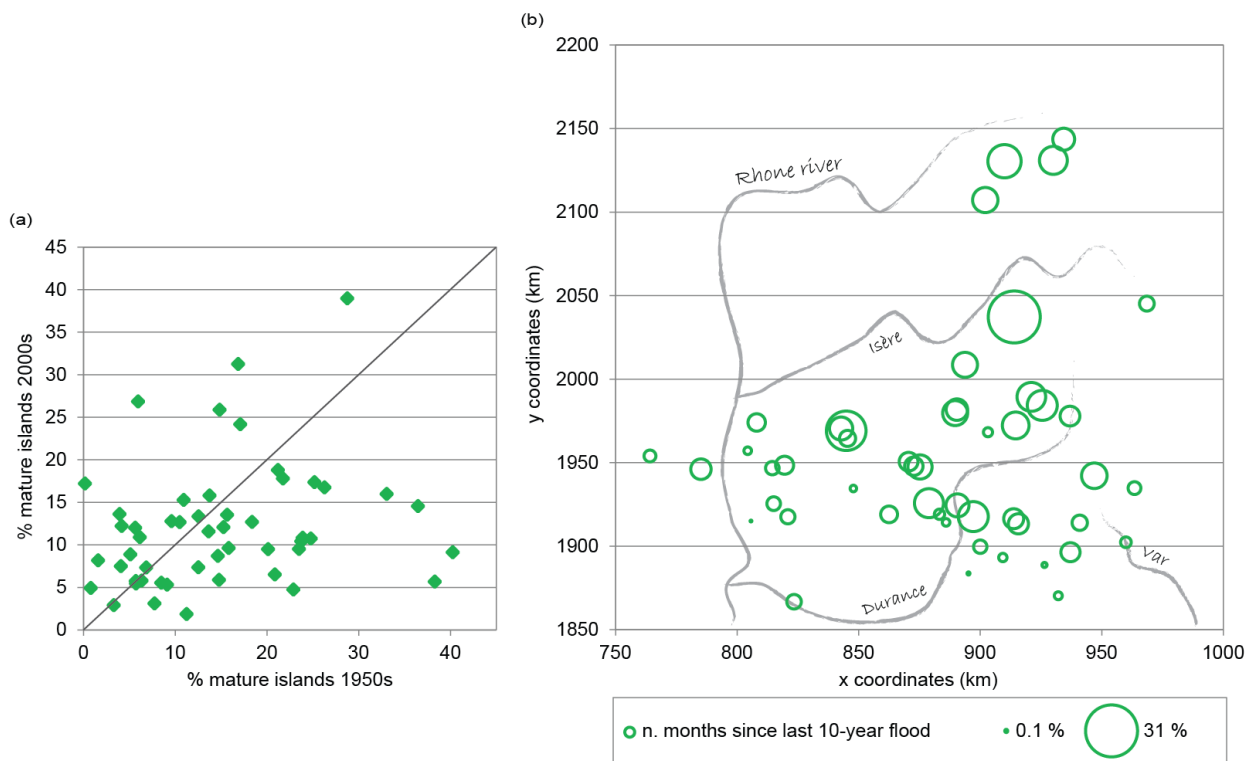 (a)
45
40
35
30
25
20
15
10
5
0
0 10 20 30 40
% mature islands 2000s
% mature islands 1950s
(b)
2200
2150
2100
2050
2000
1950
1900
1850
750 800 850 900 950 1000
y coordinates (km)
x coordinates (km)
Rhone river
Isère
Durance
Var
n. months since last 10-year flood 0.1 % 31 %